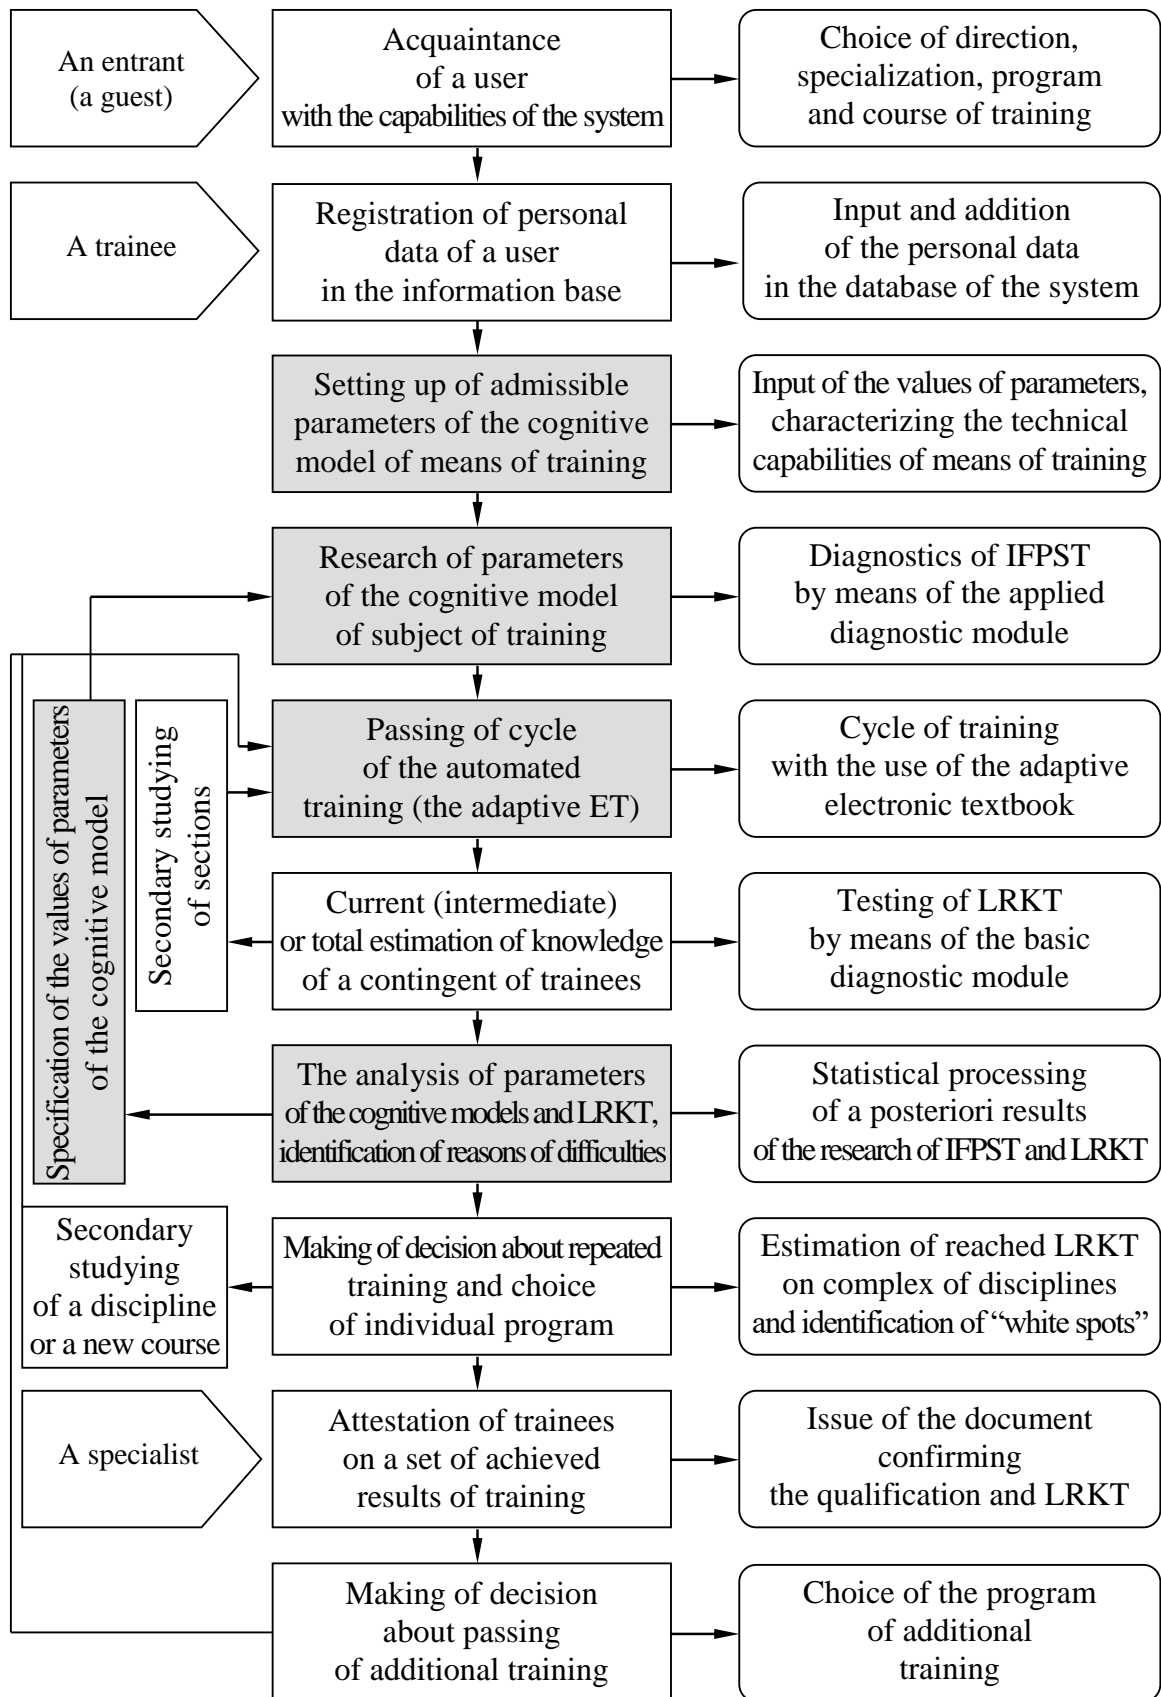 An entrant
(a guest)
Acquaintance
of a user
with the capabilities of the system
Choice of direction,
specialization, program
and course of training
A trainee
Registration of personal
data of a user
in the information base
Input and addition
of the personal data
in the database of the system
Setting up of admissible
parameters of the cognitive
model of means of training
Input of the values of parameters,
characterizing the technical
capabilities of means of training
Research of parameters
of the cognitive model
of subject of training
Diagnostics of IFPST
by means of the applied
diagnostic module
Specification of the values of parameters
of the cognitive model
Secondary studying
of sections
Passing of cycle
of the automated
training (the adaptive ET)
Cycle of training
with the use of the adaptive
electronic textbook
Current (intermediate)
or total estimation of knowledge
of a contingent of trainees
Testing of LRKT
by means of the basic
diagnostic module
The analysis of parameters
of the cognitive models and LRKT,
identification of reasons of difficulties
Statistical processing
of a posteriori results
of the research of IFPST and LRKT
Secondary
studying
of a discipline
or a new course
Making of decision about repeated
training and choice
of individual program
Estimation of reached LRKT
on complex of disciplines
and identification of “white spots”
A specialist
Attestation of trainees
on a set of achieved
results of training
Issue of the document
confirming
the qualification and LRKT
Making of decision
about passing
of additional training
Choice of the program
of additional
training